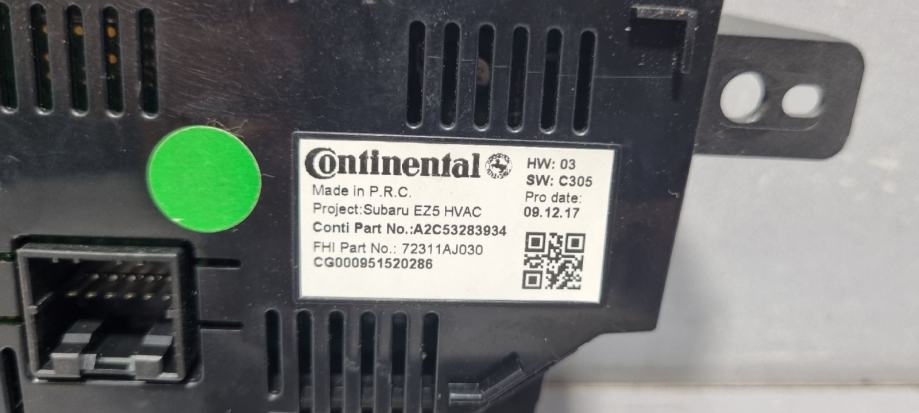 Continental
HW: 03
SW: C305
Made in P.R.C.
Pro date:
09.12.17
Project:Subaru EZ5 HVAC
Conti Part No.:A2C53283934
FHI Part No.: 72311AJ030
CG000951520286